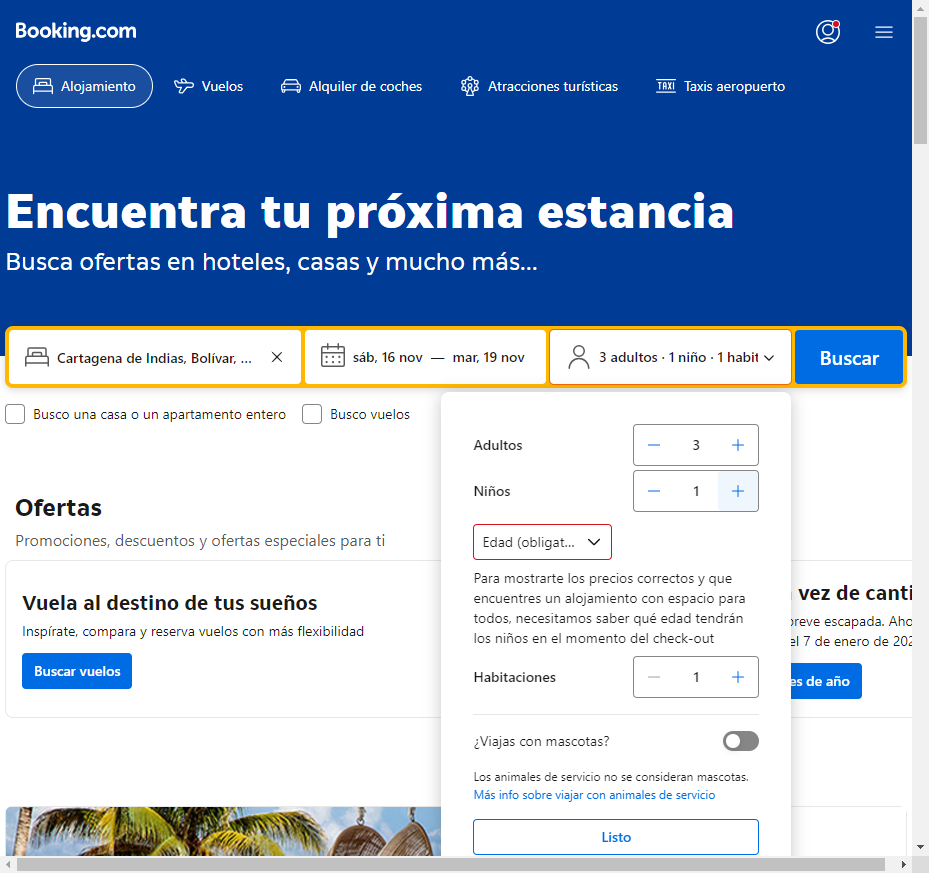 Booking.com
Alojamiento
Vuelos
Alquiler de coches
Atracciones turísticas
TAXI
Taxis aeropuerto
Encuentra tu próxima estancia
Busca ofertas en hoteles, casas y mucho más...
Cartagena de Indias, Bolívar, ...
sáb, 16 nov — mar, 19 nov
3 adultos · 1 niño · 1 habit
Buscar
Busco una casa o un apartamento entero
Busco vuelos
Adultos
3
Niños
1
Edad (obligat...
Para mostrarte los precios correctos y que
encuentres un alojamiento con espacio para
todos, necesitamos saber qué edad tendrán
los niños en el momento del check-out
Habitaciones
1
¿Viajas con mascotas?
Los animales de servicio no se consideran mascotas.
Más info sobre viajar con animales de servicio
Listo
Ofertas
Promociones, descuentos y ofertas especiales para ti
Vuela al destino de tus sueños
Inspírate, compara y reserva vuelos con más flexibilidad
Buscar vuelos
vez de canti
breve escapada. Aho
el 7 de enero de 202
es de año